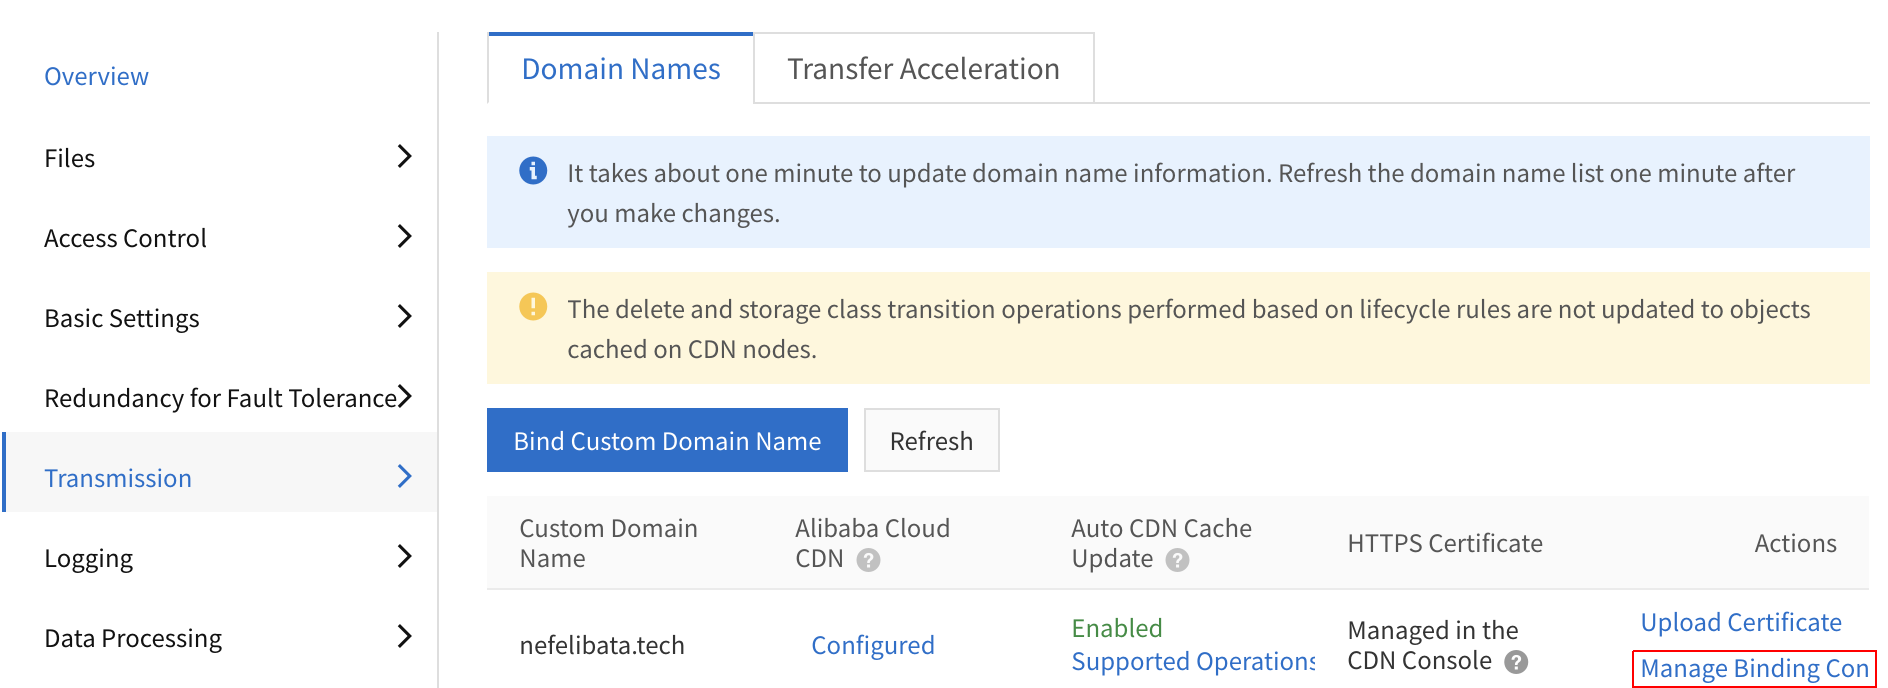 Overview
Files
Access Control
Basic Settings
Redundancy for Fault Tolerance
Transmission
Logging
Data Processing
Domain Names
Transfer Acceleration
It takes about one minute to update domain name information. Refresh the domain name list one minute after
you make changes.
The delete and storage class transition operations performed based on lifecycle rules are not updated to objects
cached on CDN nodes.
Bind Custom Domain Name
Refresh
Custom Domain
Name
Alibaba Cloud
CDN ?
Auto CDN Cache
Update ?
HTTPS Certificate
Actions
nefelibata.tech
Configured
Enabled
Supported Operations
Managed in the
CDN Console ?
Upload Certificate
Manage Binding Con